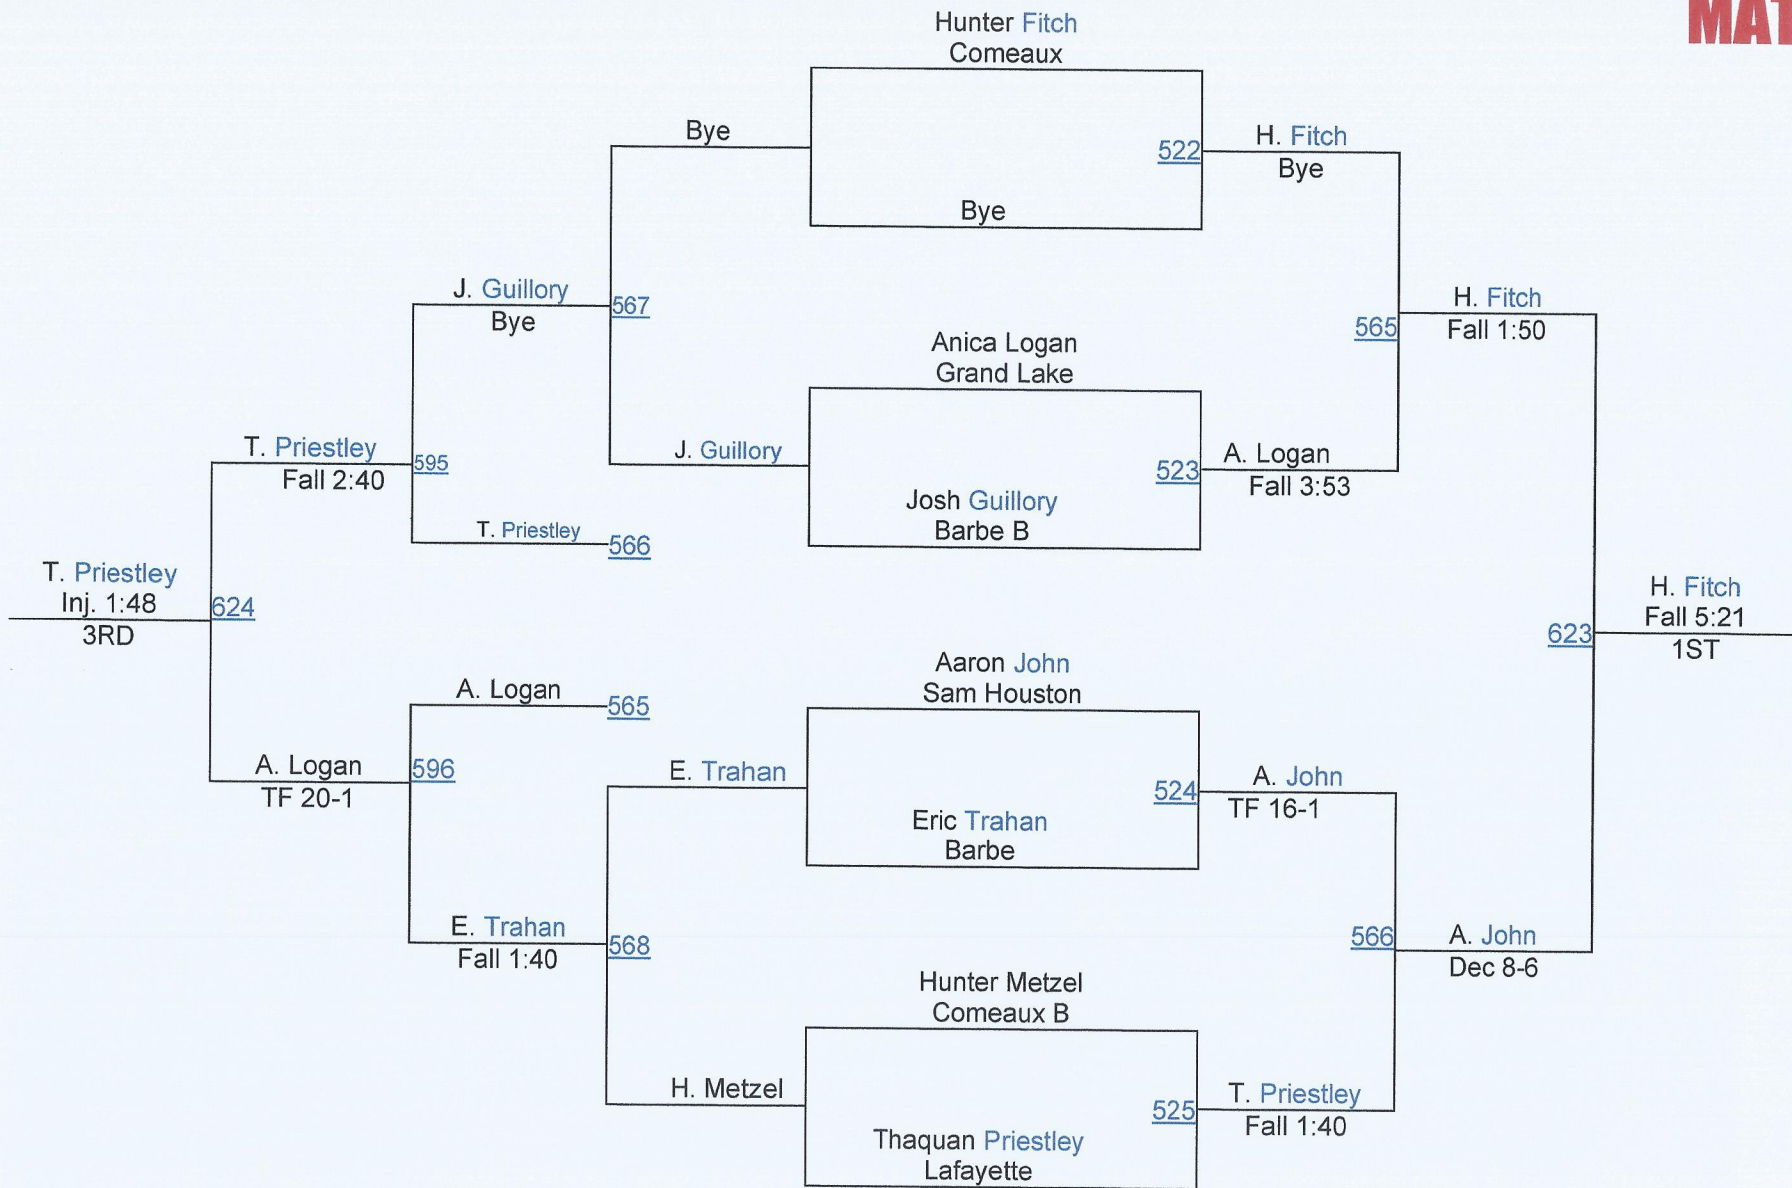 MAT
Hunter Fitch
Comeaux
Bye
522
H. Fitch
Bye
Bye
J. Guillory
Bye
567
H. Fitch
Fall 1:50
565
Anica Logan
Grand Lake
T. Priestley
Fall 2:40
595
J. Guillory
523
A. Logan
Fall 3:53
Josh Guillory
Barbe B
T. Priestley
566
T. Priestley
Inj. 1:48
3RD
624
H. Fitch
Fall 5:21
1ST
623
Aaron John
Sam Houston
A. Logan
565
A. Logan
TF 20-1
596
E. Trahan
524
A. John
TF 16-1
Eric Trahan
Barbe
E. Trahan
Fall 1:40
568
566
A. John
Dec 8-6
Hunter Metzel
Comeaux B
H. Metzel
525
T. Priestley
Fall 1:40
Thaquan Priestley
Lafayette